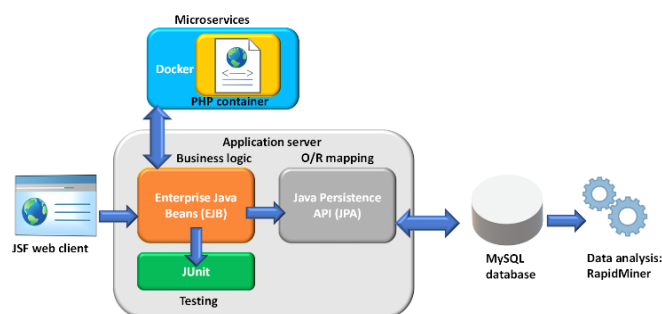 Microservices
Docker
PHP container
Application server
Business logic
O/R mapping
Enterprise Java
Beans (EJB)
Java Persistence
API (JPA)
JSF web client
JUnit
Testing
MySQL
database
Data analysis:
RapidMiner